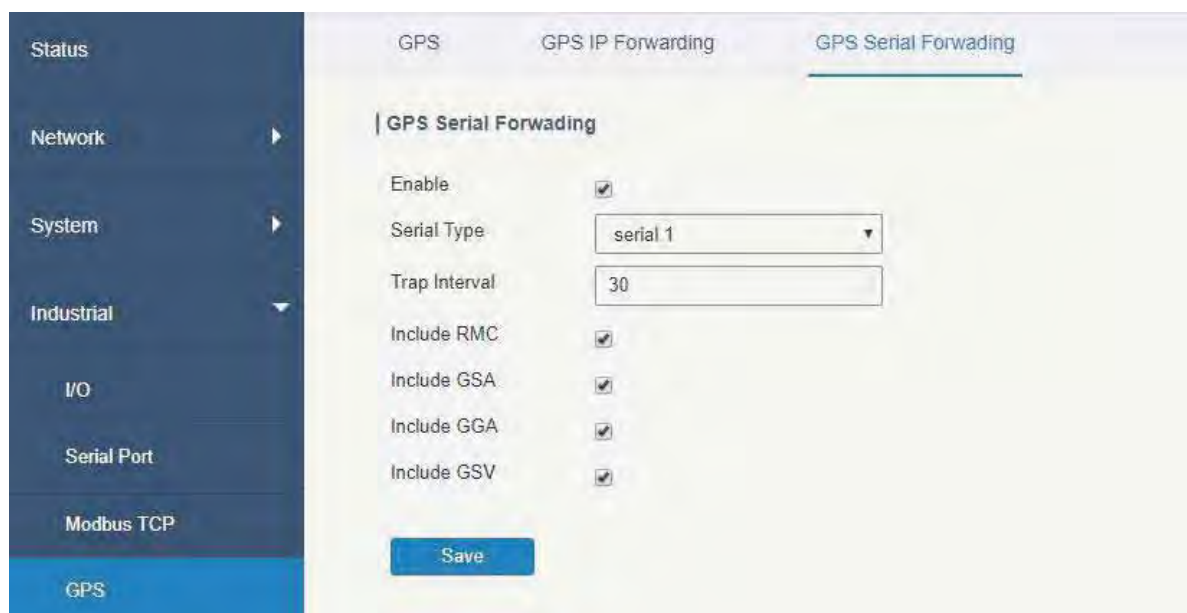 Status
Network
System
Industrial
I/O
Serial Port
Modbus TCP
GPS
GPS
GPS IP Forwarding
GPS Serial Forwading
GPS Serial Forwading
Enable
Serial Type
serial 1
Trap Interval
30
Include RMC
Include GSA
Include GGA
Include GSV
Save